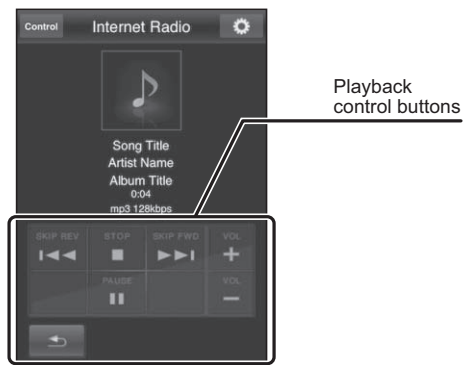 Control
Internet Radio
Playback
control buttons
Song Title
Artist Name
Album Title
0:04
mp3 128kbps
SKIP REV
STOP
SKIP FWD
VOL
PAUSE
VOL